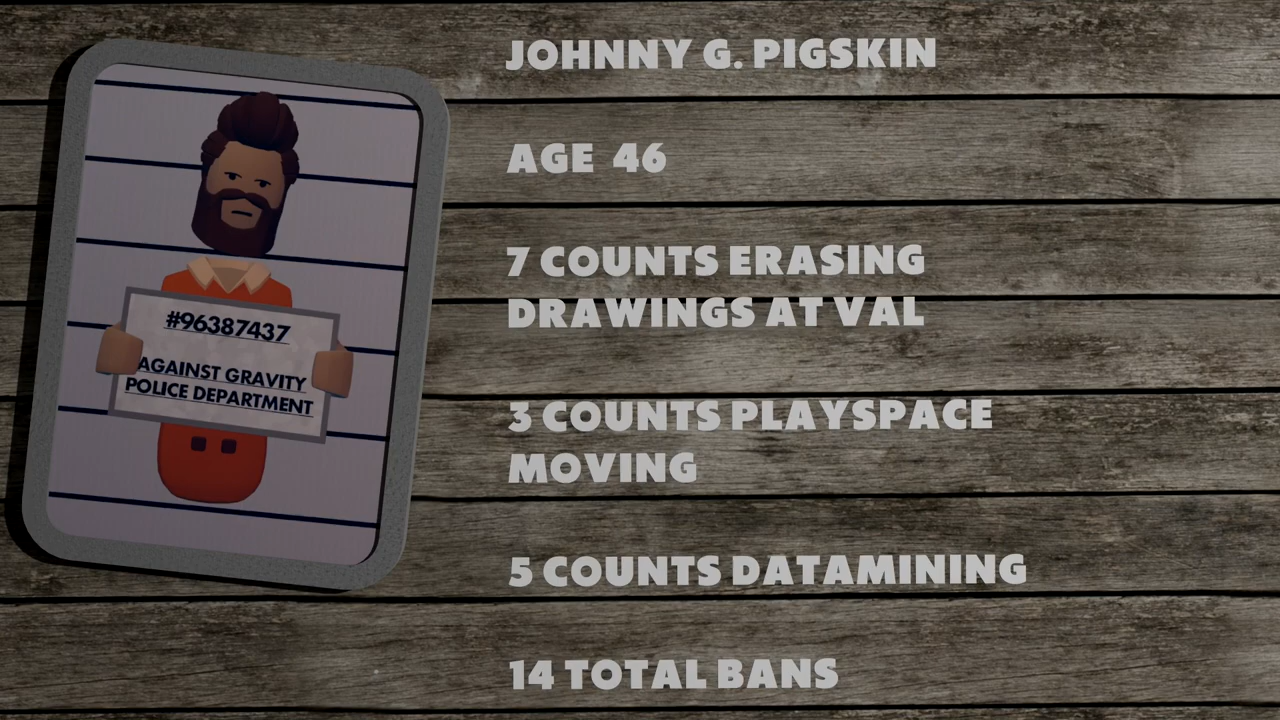 JOHNNY G. PIGSKIN
AGE 46
7 COUNTS ERASING
DRAWINGS AT VAL
3 COUNTS PLAYSPACE
MOVING
5 COUNTS DATAMINING
14 TOTAL BANS
#96387437
AGAINST GRAVITY
POLICE DEPARTMENT